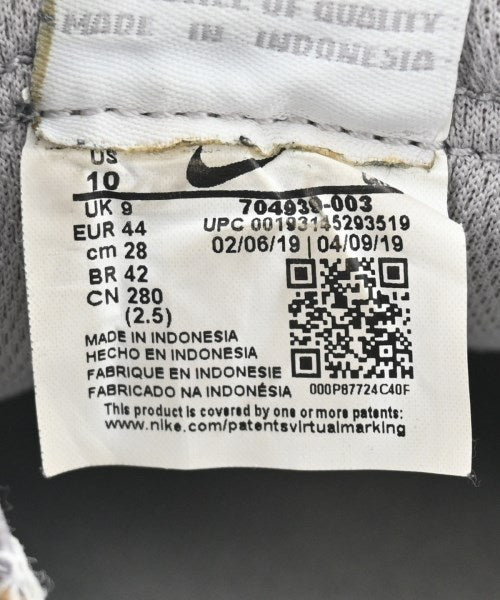 OF QUALITY
MADE IN INDONESIA
US
10
UK 9
EUR 44
cm 28
BR 42
CN 280
(2.5)
704939-003
UPC 00193145293519
02/06/19 | 04/09/19
MADE IN INDONESIA
HECHO EN INDONESIA
FABRIQUE EN INDONESIE
FABRICADO NA INDONÉSIA
000P87724C40F
This product is covered by one or more patents:
www.nike.com/patentsvirtualmarking